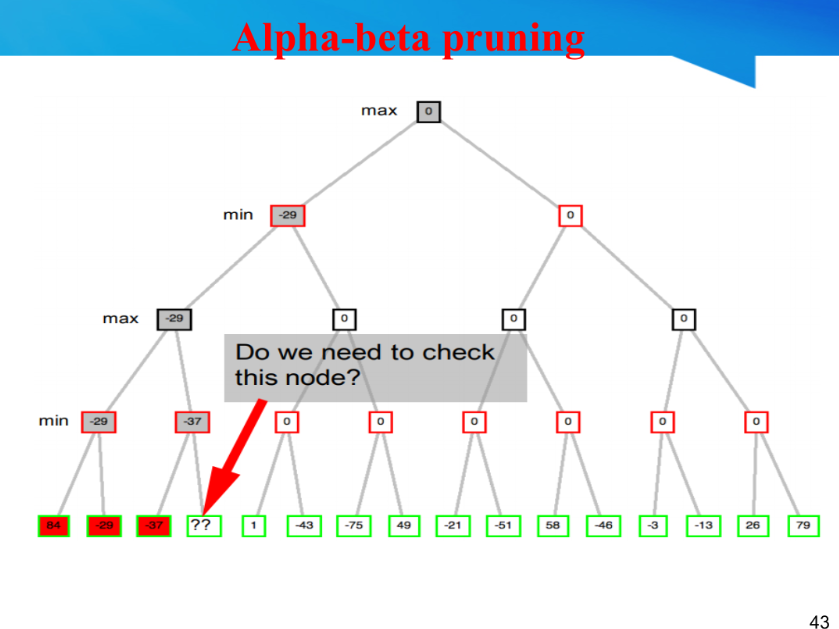 Alpha-beta pruning
max 0
min -29 0
max -29 0 0 0
Do we need to check
this node?
min -29 -37 0 0 0 0 0 0
84 -29 -37 ?? 1 -43 -75 49 -21 -51 58 -46 -3 -13 26 79
43